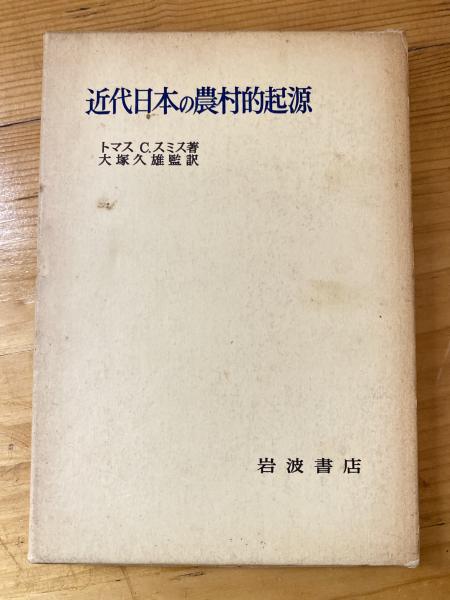 近代日本の農村的起源
トマス C.スミス著
大塚久雄監訳
岩波書店